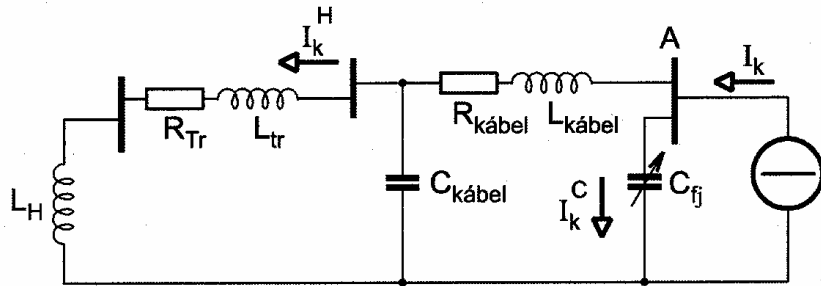 I_k^H
A
I_k
R_Tr
L_tr
R_kábel
L_kábel
L_H
C_kábel
I_k^C
C_fj